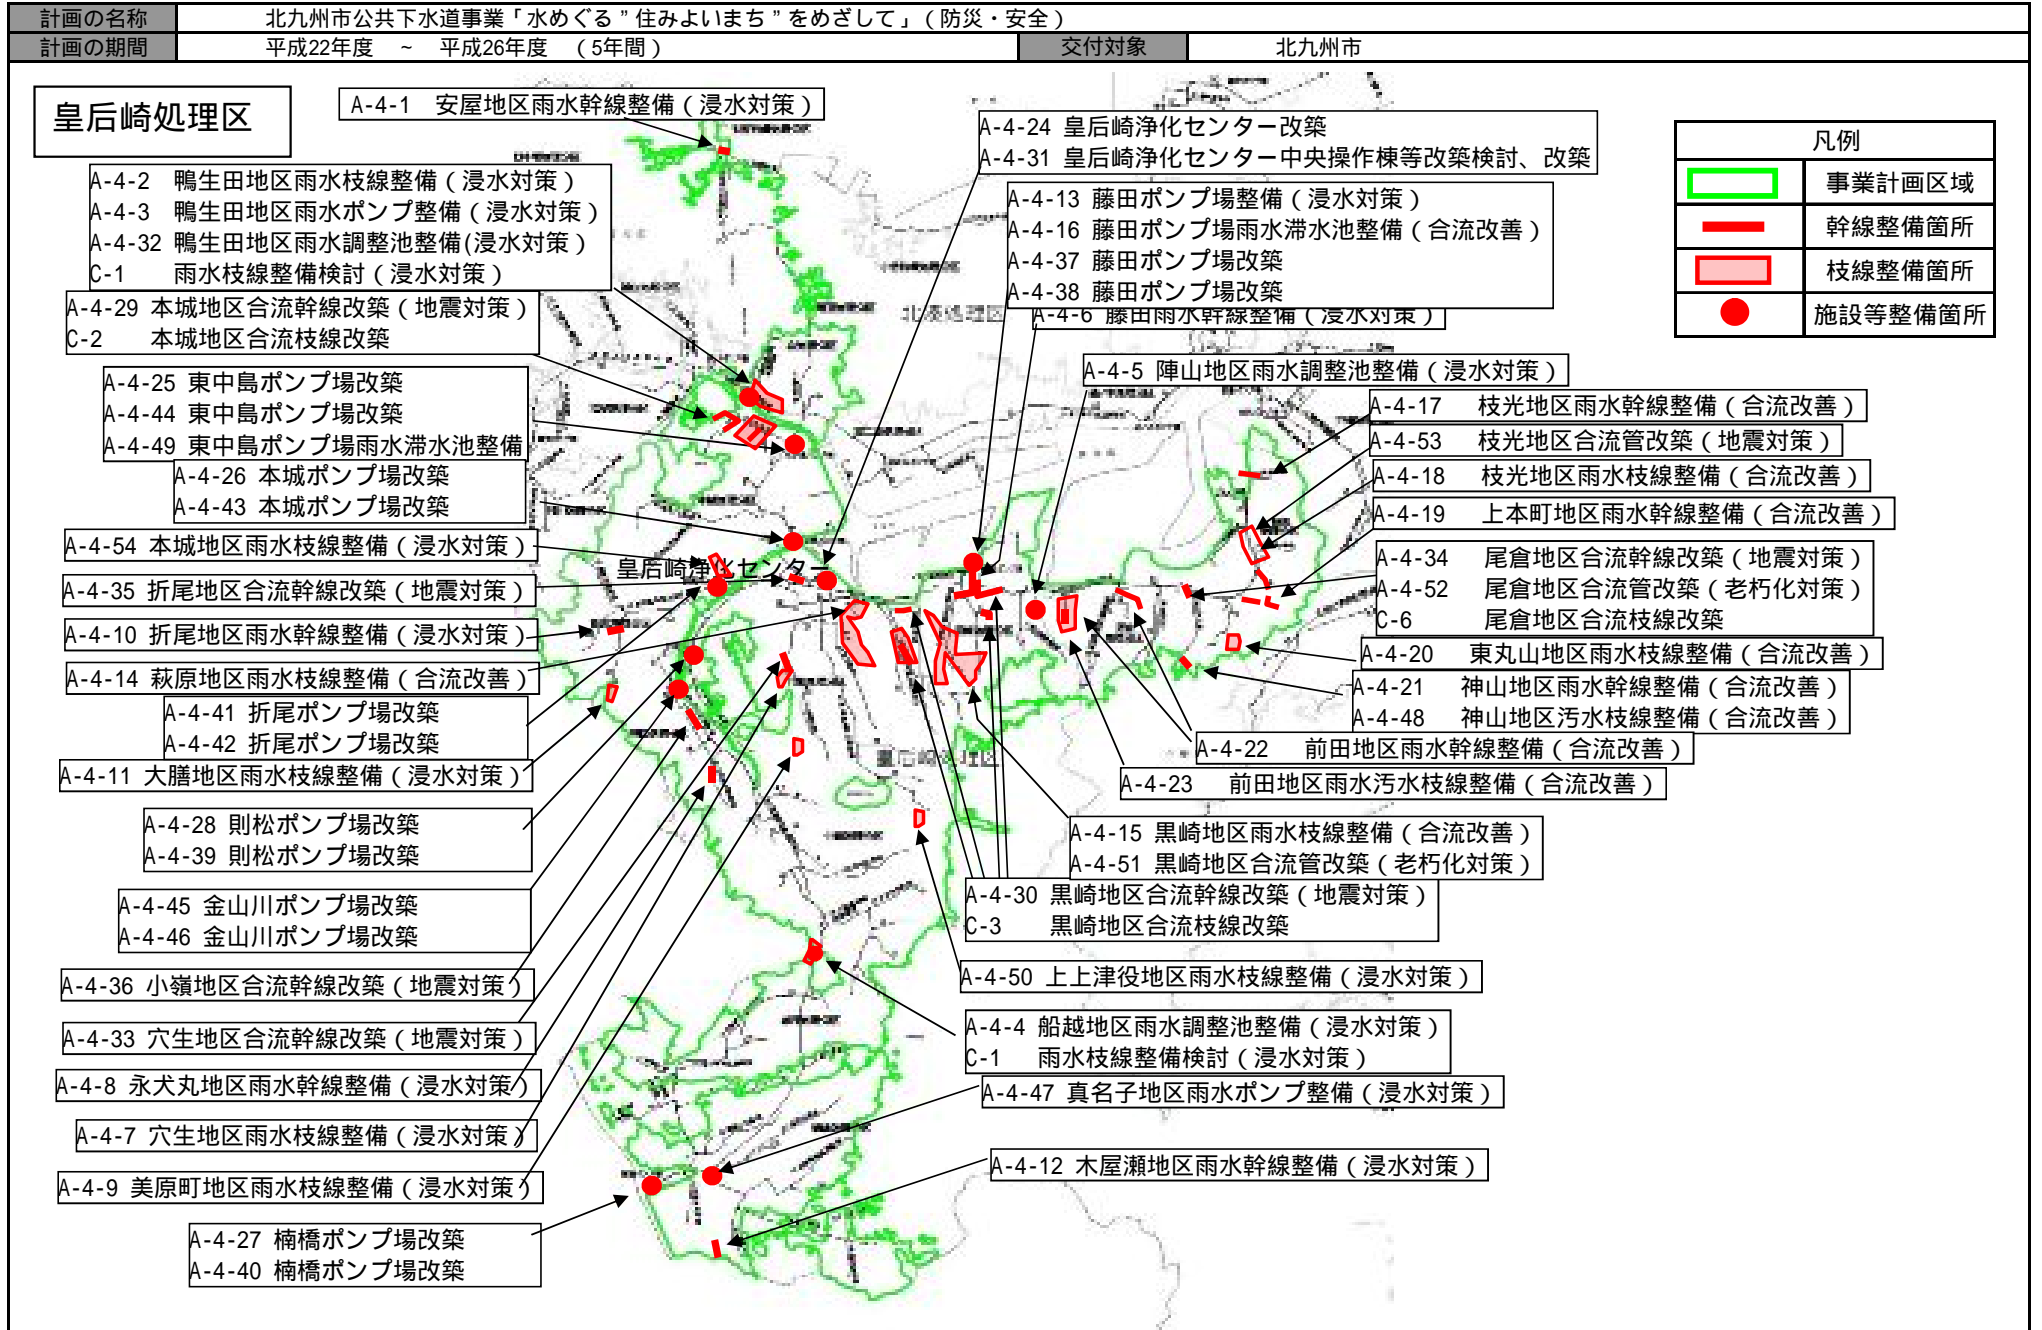 計画の名称 北九州市公共下水道事業「水めぐる"住みよいまち"をめざして」(防災・安全)
計画の期間 平成22年度 ~ 平成26年度 (5年間) 交付対象 北九州市
皇后崎処理区
A-4-1 安屋地区雨水幹線整備(浸水対策)
A-4-2 鴨生田地区雨水枝線整備(浸水対策)
A-4-3 鴨生田地区雨水ポンプ整備(浸水対策)
A-4-32 鴨生田地区雨水調整池整備(浸水対策)
C-1 雨水枝線整備検討(浸水対策)
A-4-29 本城地区合流幹線改築(地震対策)
C-2 本城地区合流枝線改築
A-4-25 東中島ポンプ場改築
A-4-44 東中島ポンプ場改築
A-4-49 東中島ポンプ場雨水滞水池整備
A-4-26 本城ポンプ場改築
A-4-43 本城ポンプ場改築
A-4-54 本城地区雨水枝線整備(浸水対策)
A-4-35 折尾地区合流幹線改築(地震対策)
A-4-10 折尾地区雨水幹線整備(浸水対策)
A-4-14 萩原地区雨水枝線整備(合流改善)
A-4-41 折尾ポンプ場改築
A-4-42 折尾ポンプ場改築
A-4-11 大膳地区雨水枝線整備(浸水対策)
A-4-28 則松ポンプ場改築
A-4-39 則松ポンプ場改築
A-4-45 金山川ポンプ場改築
A-4-46 金山川ポンプ場改築
A-4-36 小嶺地区合流幹線改築(地震対策)
A-4-33 穴生地区合流幹線改築(地震対策)
A-4-8 永犬丸地区雨水幹線整備(浸水対策)
A-4-7 穴生地区雨水枝線整備(浸水対策)
A-4-9 美原町地区雨水枝線整備(浸水対策)
A-4-27 楠橋ポンプ場改築
A-4-40 楠橋ポンプ場改築
皇后崎浄化センター
北湊処理区
皇后崎処理区
A-4-24 皇后崎浄化センター改築
A-4-31 皇后崎浄化センター中央操作棟等改築検討、改築
A-4-13 藤田ポンプ場整備(浸水対策)
A-4-16 藤田ポンプ場雨水滞水池整備(合流改善)
A-4-37 藤田ポンプ場改築
A-4-38 藤田ポンプ場改築
A-4-6 藤田雨水幹線整備(浸水対策)
A-4-5 陣山地区雨水調整池整備(浸水対策)
A-4-17 枝光地区雨水幹線整備(合流改善)
A-4-53 枝光地区合流管改築(地震対策)
A-4-18 枝光地区雨水枝線整備(合流改善)
A-4-19 上本町地区雨水幹線整備(合流改善)
A-4-34 尾倉地区合流幹線改築(地震対策)
A-4-52 尾倉地区合流管改築(老朽化対策)
C-6 尾倉地区合流枝線改築
A-4-20 東丸山地区雨水枝線整備(合流改善)
A-4-21 神山地区雨水幹線整備(合流改善)
A-4-48 神山地区汚水枝線整備(合流改善)
A-4-22 前田地区雨水幹線整備(合流改善)
A-4-23 前田地区雨水汚水枝線整備(合流改善)
A-4-15 黒崎地区雨水枝線整備(合流改善)
A-4-51 黒崎地区合流管改築(老朽化対策)
A-4-30 黒崎地区合流幹線改築(地震対策)
C-3 黒崎地区合流枝線改築
A-4-50 上上津役地区雨水枝線整備(浸水対策)
A-4-4 船越地区雨水調整池整備(浸水対策)
C-1 雨水枝線整備検討(浸水対策)
A-4-47 真名子地区雨水ポンプ整備(浸水対策)
A-4-12 木屋瀬地区雨水幹線整備(浸水対策)
凡例
事業計画区域
幹線整備箇所
枝線整備箇所
施設等整備箇所